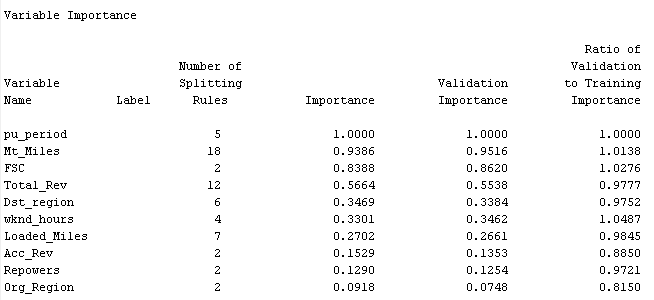 Variable Importance
Ratio of
Number of Validation
Variable Splitting Validation to Training
Name Label Rules Importance Importance Importance
pu_period 5 1.0000 1.0000 1.0000
Mt_Miles 18 0.9386 0.9516 1.0138
FSC 2 0.8388 0.8620 1.0276
Total_Rev 12 0.5664 0.5538 0.9777
Dst_region 6 0.3469 0.3384 0.9752
wknd_hours 4 0.3301 0.3462 1.0487
Loaded_Miles 7 0.2702 0.2661 0.9845
Acc_Rev 2 0.1529 0.1353 0.8850
Repowers 2 0.1290 0.1254 0.9721
Org_Region 2 0.0918 0.0748 0.8150